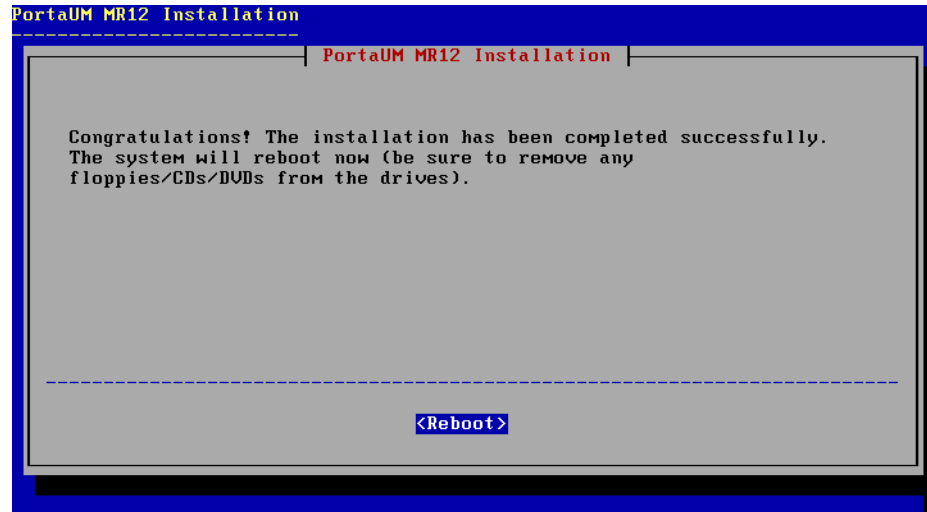 PortaUM MR12 Installation
PortaUM MR12 Installation
Congratulations! The installation has been completed successfully.
The system will reboot now (be sure to remove any
floppies/CDs/DVDs from the drives).
<Reboot>